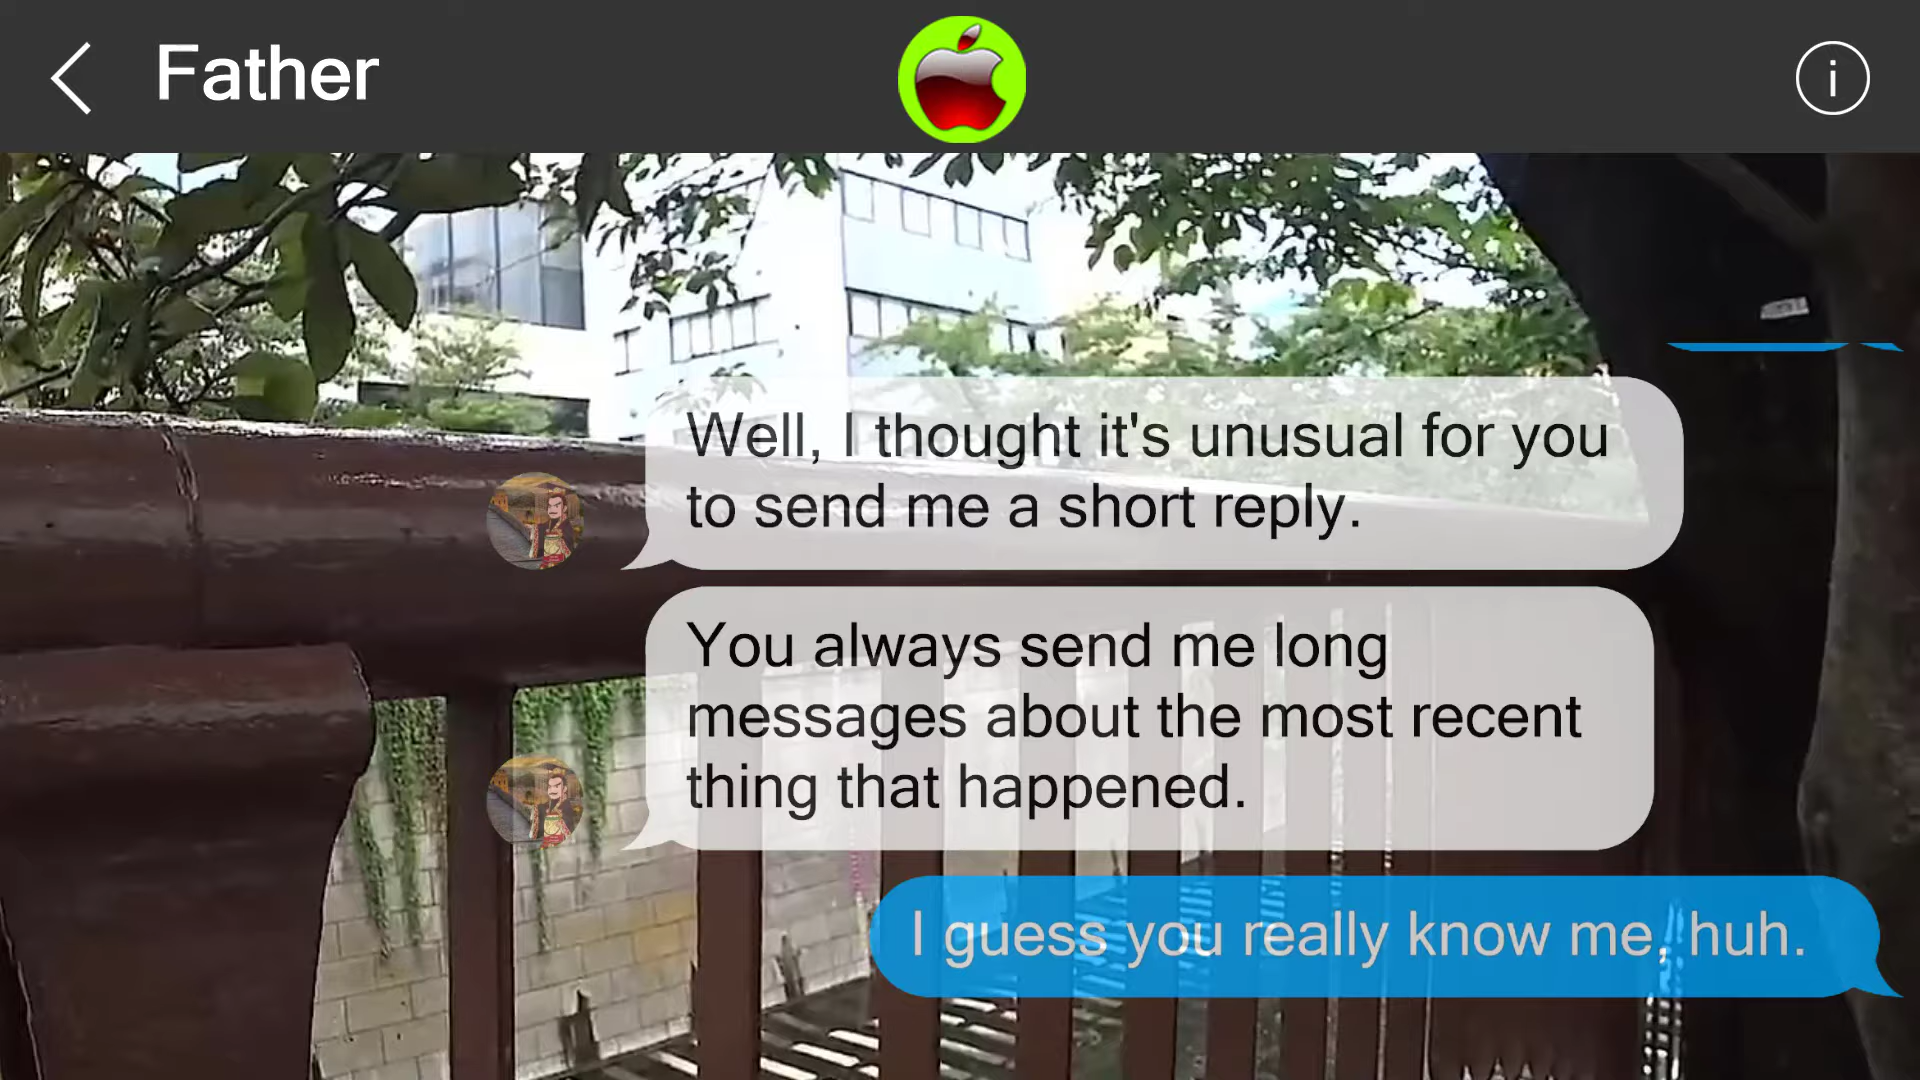 Father
Well, I thought it's unusual for you
to send me a short reply.
You always send me long
messages about the most recent
thing that happened.
I guess you really know me, huh.